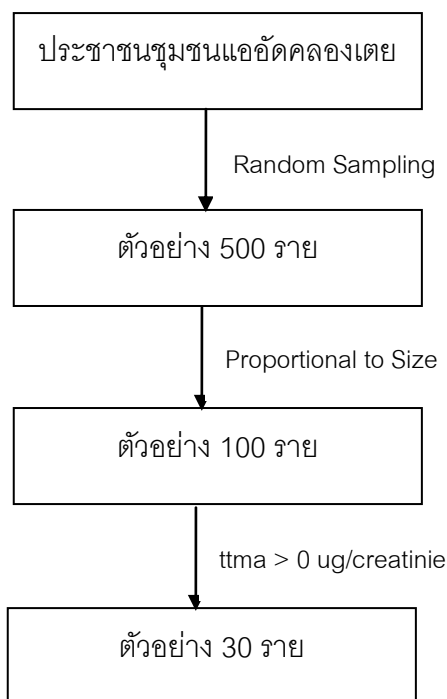 ประชาชนชุมชนแออัดคลองเตย
Random Sampling
ตัวอย่าง 500 ราย
Proportional to Size
ตัวอย่าง 100 ราย
ttma > 0 ug/creatinie
ตัวอย่าง 30 ราย